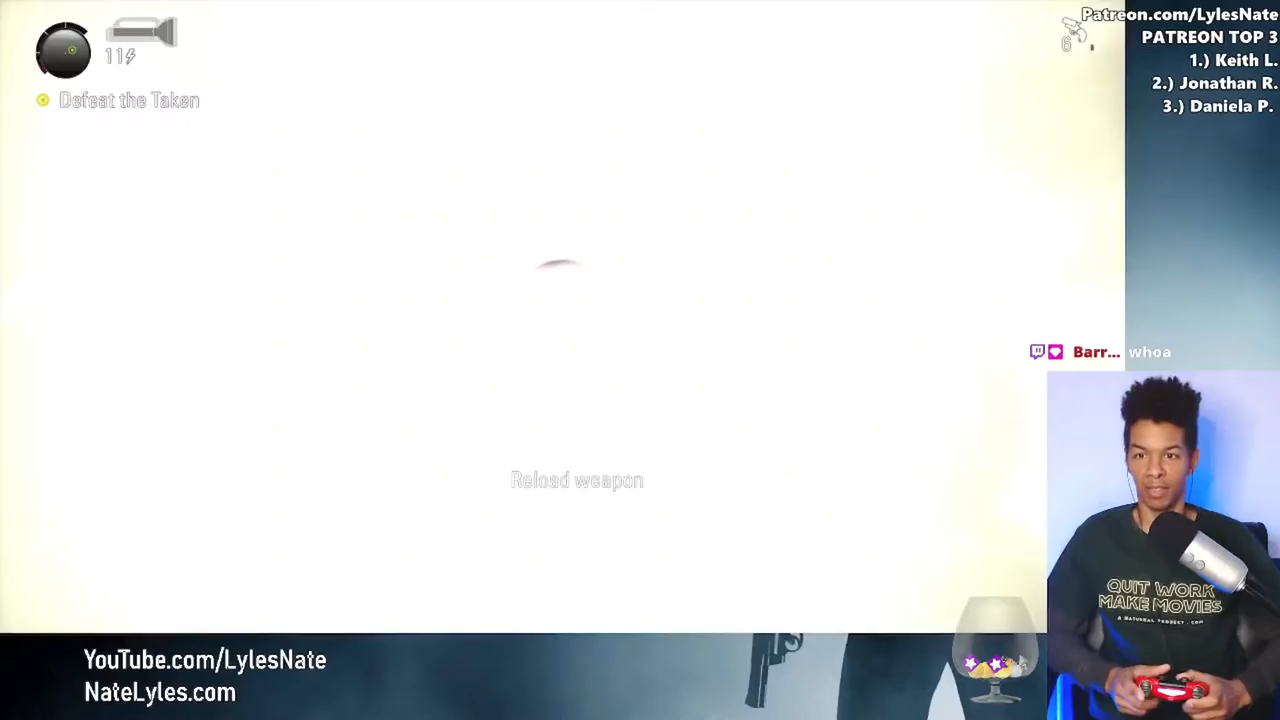 11
Defeat the Taken
6
Patreon.com/LylesNate
PATREON TOP 3
1.) Keith L.
2.) Jonathan R.
3.) Daniela P.
Barr... whoa
Reload weapon
QUIT WORK
MAKE MOVIES
YouTube.com/LylesNate
NateLyles.com